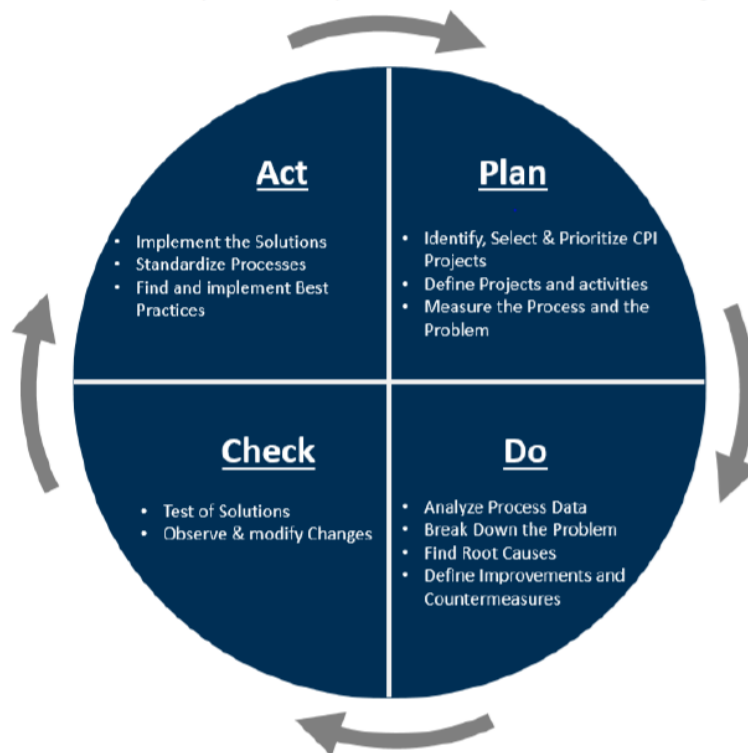 Act
• Implement the Solutions
• Standardize Processes
• Find and implement Best
Practices
Plan
• Identify, Select & Prioritize CPI
Projects
• Define Projects and activities
• Measure the Process and the
Problem
Check
• Test of Solutions
• Observe & modify Changes
Do
• Analyze Process Data
• Break Down the Problem
• Find Root Causes
• Define Improvements and
Countermeasures